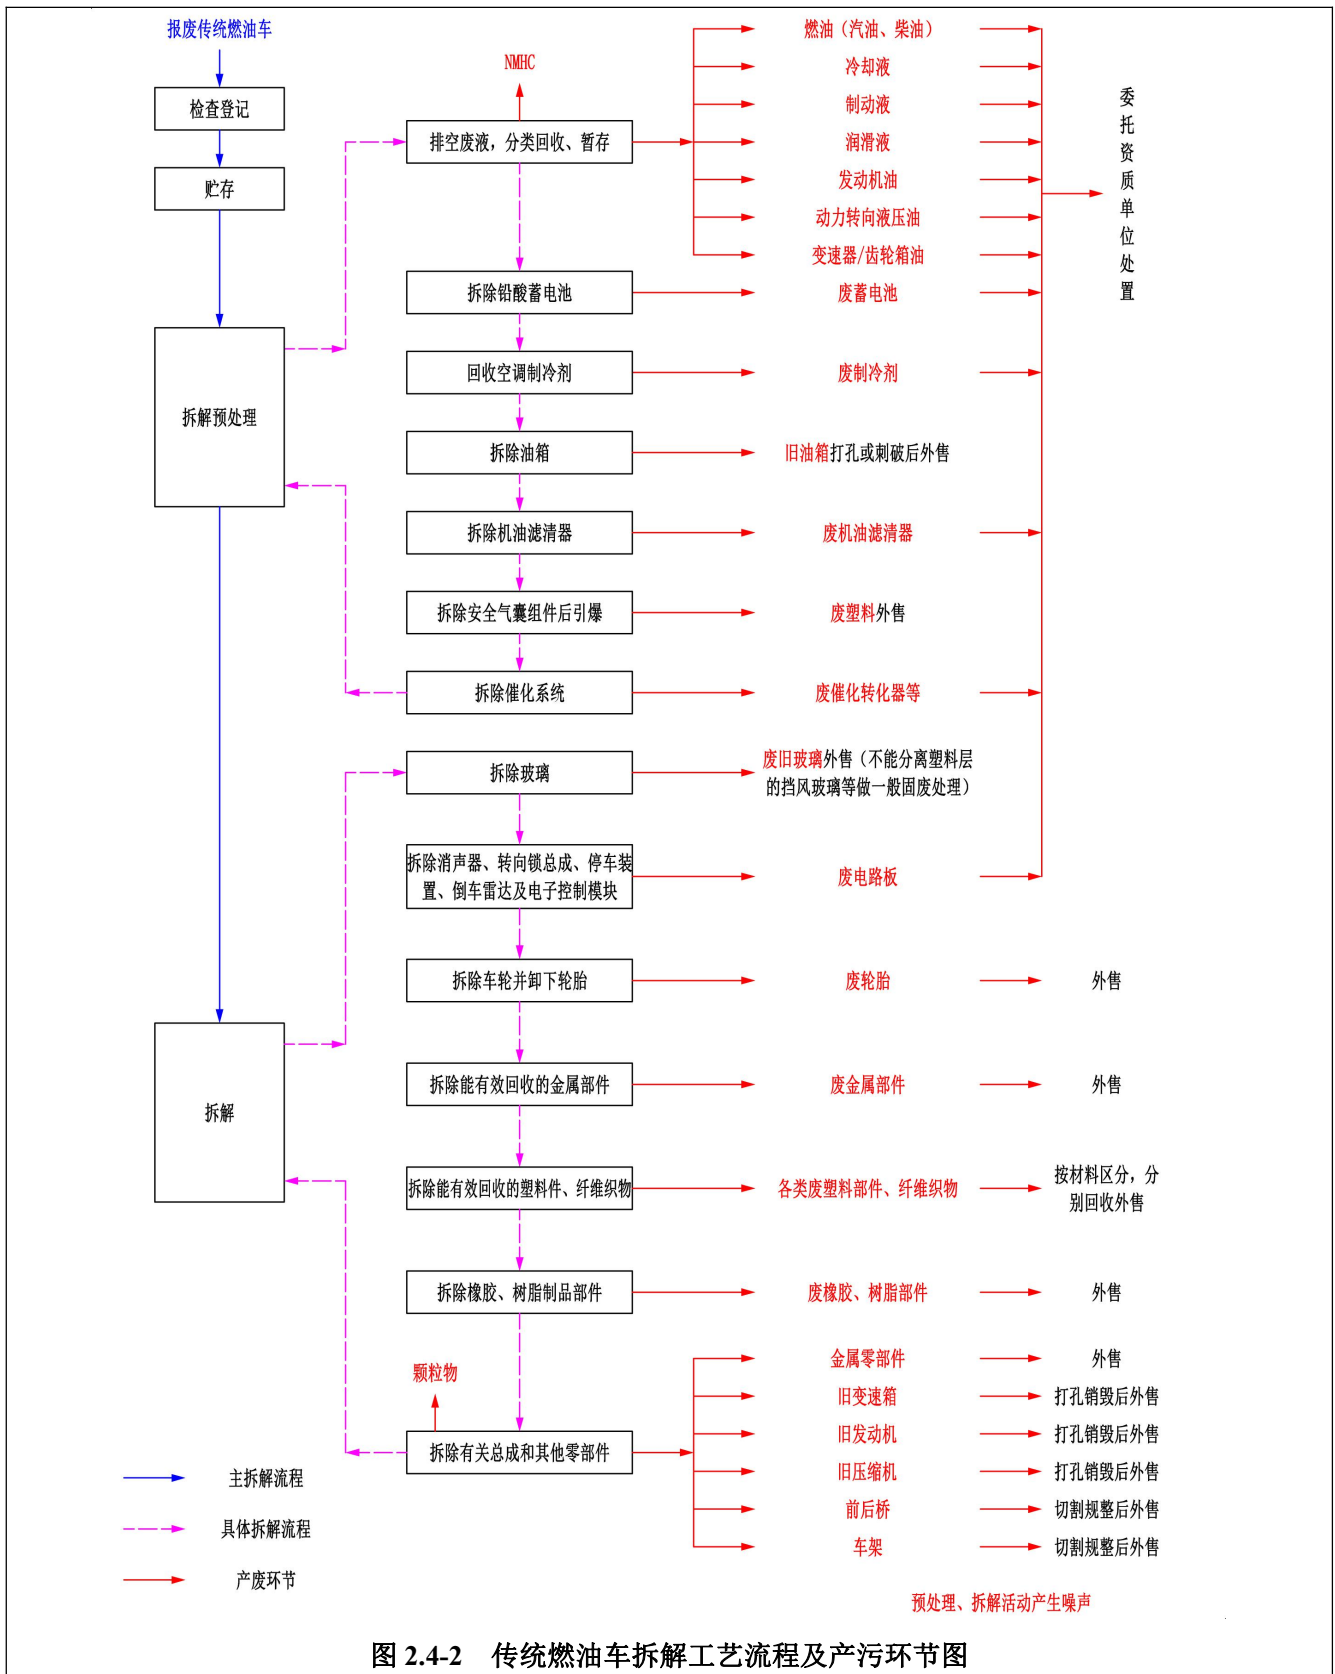 报废传统燃油车
检查登记
贮存
拆解预处理
拆解
NMHC
排空废液，分类回收、暂存
燃油（汽油、柴油）
冷却液
制动液
润滑液
发动机油
动力转向液压油
变速器/齿轮箱油
委托资质单位处置
拆除铅酸蓄电池
废蓄电池
回收空调制冷剂
废制冷剂
拆除油箱
旧油箱打孔或刺破后外售
拆除机油滤清器
废机油滤清器
拆除安全气囊组件后引爆
废塑料外售
拆除催化系统
废催化转化器等
拆除玻璃
废旧玻璃外售（不能分离塑料层
的挡风玻璃等做一般固废处理）
拆除消声器、转向锁总成、停车装
置、倒车雷达及电子控制模块
废电路板
拆除车轮并卸下轮胎
废轮胎
外售
拆除能有效回收的金属部件
废金属部件
外售
拆除能有效回收的塑料件、纤维织物
各类废塑料部件、纤维织物
按材料区分，分
别回收外售
拆除橡胶、树脂制品部件
废橡胶、树脂部件
外售
颗粒物
拆除有关总成和其他零部件
金属零部件
外售
旧变速箱
打孔销毁后外售
旧发动机
打孔销毁后外售
旧压缩机
打孔销毁后外售
前后桥
切割规整后外售
车架
切割规整后外售
主拆解流程
具体拆解流程
产废环节
预处理、拆解活动产生噪声
图 2.4-2 传统燃油车拆解工艺流程及产污环节图